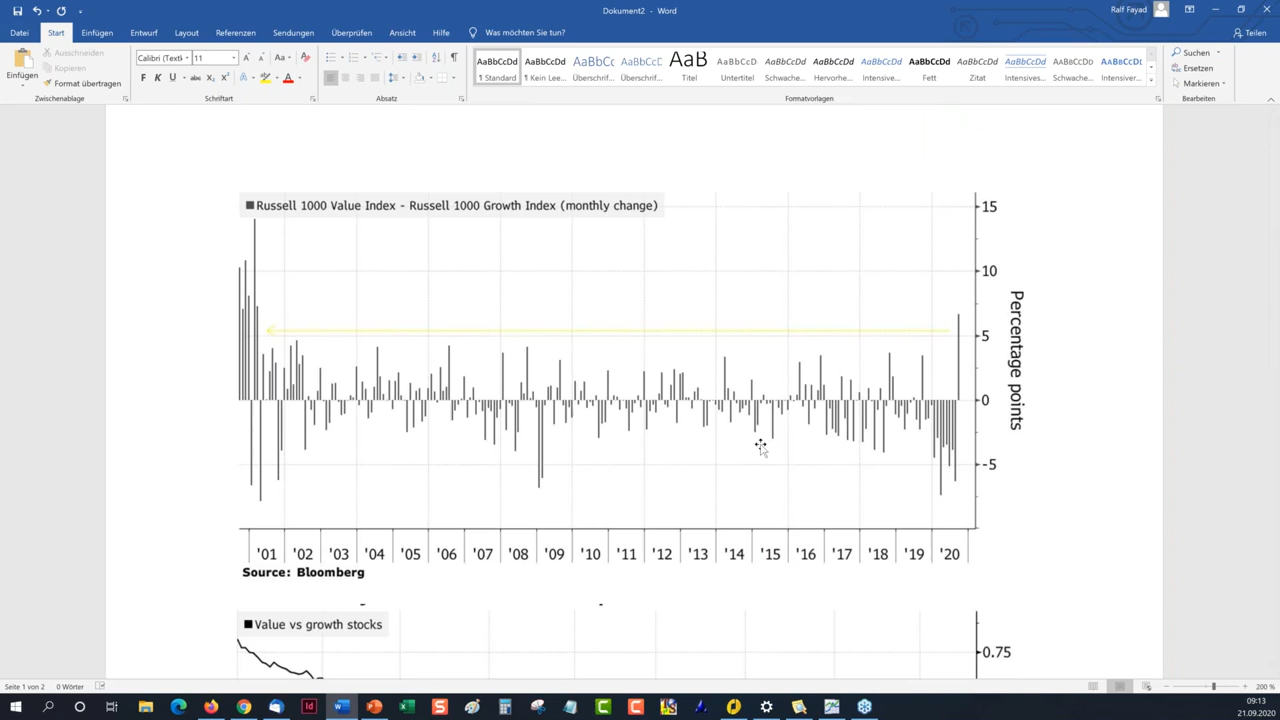 Dokument2 - Word
Ralf Fayad
Datei Start Einfügen Entwurf Layout Referenzen Sendungen Überprüfen Ansicht Hilfe Was möchten Sie tun? Teilen
Einfügen
Ausschneiden
Kopieren
Format übertragen
Zwischenablage
Calibri (Textk 11
Schriftart
Absatz
AaBbCcDd AaBbCcDd AaBbCc AaBbCcD AaB AaBbCcD AaBbCcDd AaBbCcDd AaBbCcDd AaBbCcDd AaBbCcDd AaBbCcDd AaBbCcDd AaBbCcD
¶ Standard ¶ Kein Lee... Überschrif... Überschrif... Titel Untertitel Schwache... Hervorhe... Intensive... Fett Zitat Intensives... Schwache... Intensiver...
Formatvorlagen
Suchen
Ersetzen
Markieren
Bearbeiten
Russell 1000 Value Index - Russell 1000 Growth Index (monthly change)
15
10
5
0
-5
Percentage points
'01 '02 '03 '04 '05 '06 '07 '08 '09 '10 '11 '12 '13 '14 '15 '16 '17 '18 '19 '20
Source: Bloomberg
Value vs growth stocks
0.75
Seite 1 von 2 0 Wörter
200 %
09:13
21.09.2020